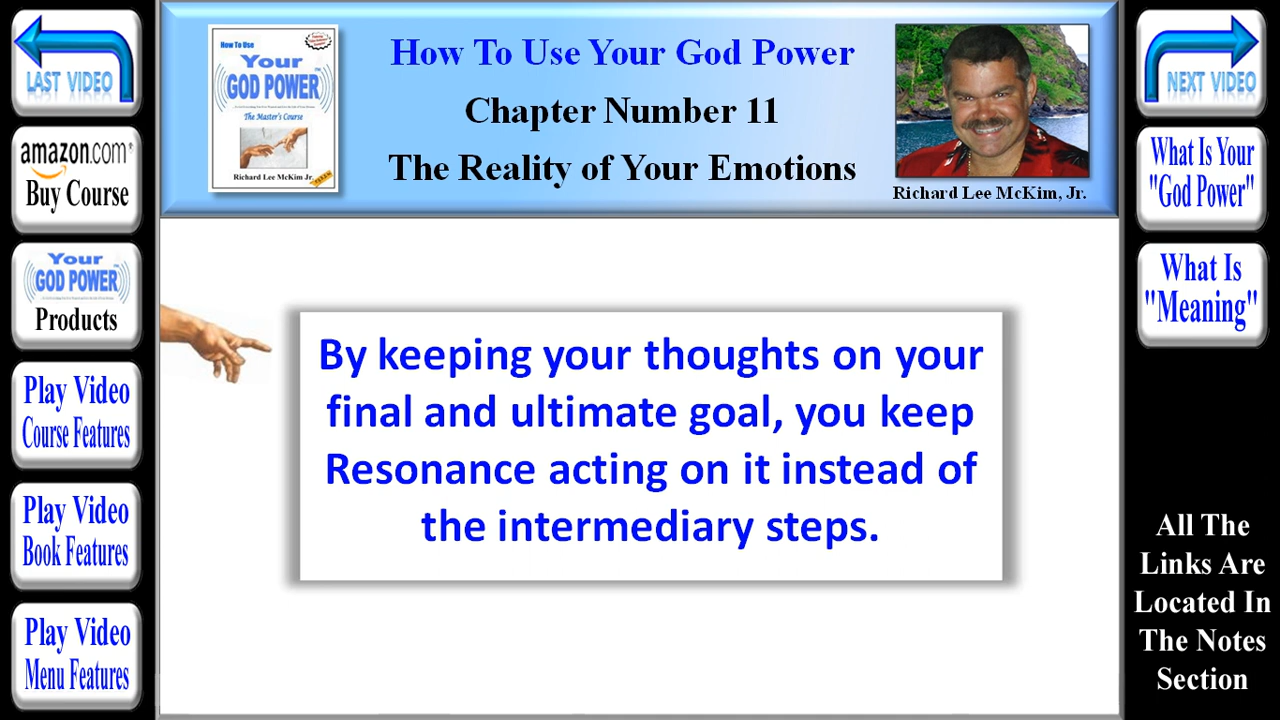 LAST VIDEO
amazon.com
Buy Course
Your
GOD POWER
Products
Play Video
Course Features
Play Video
Book Features
Play Video
Menu Features
How To Use
Your
GOD POWER
The Master's Course
Richard Lee McKim Jr.
How To Use Your God Power
Chapter Number 11
The Reality of Your Emotions
Richard Lee McKim, Jr.
By keeping your thoughts on your
final and ultimate goal, you keep
Resonance acting on it instead of
the intermediary steps.
NEXT VIDEO
What Is Your
"God Power"
What Is
"Meaning"
All The
Links Are
Located In
The Notes
Section